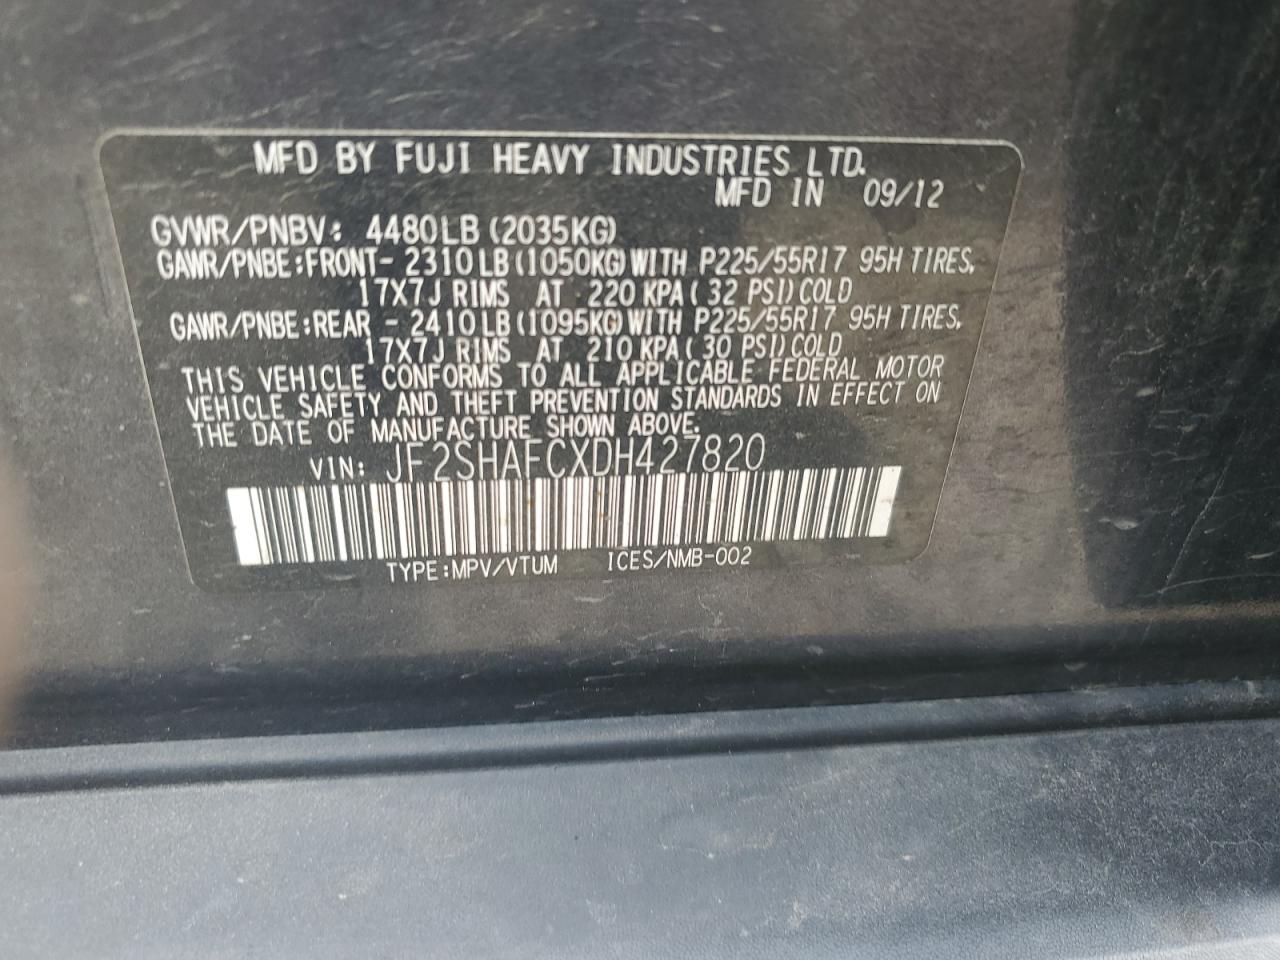 MFD BY FUJI HEAVY INDUSTRIES LTD.
MFD IN 09/12
GVWR/PNBV: 4480LB (2035KG)
GAWR/PNBE:FRONT- 2310LB(1050KG)WITH P225/55R17 95H TIRES,
17X7J RIMS AT 220 KPA( 32 PSI)COLD
GAWR/PNBE:REAR - 2410LB(1095KG)WITH P225/55R17 95H TIRES,
17X7J RIMS AT 210 KPA( 30 PSI)COLD
THIS VEHICLE CONFORMS TO ALL APPLICABLE FEDERAL MOTOR
VEHICLE SAFETY AND THEFT PREVENTION STANDARDS IN EFFECT ON
THE DATE OF MANUFACTURE SHOWN ABOVE.
VIN: JF2SHAFCXDH427820
TYPE:MPV/VTUM ICES/NMB-002